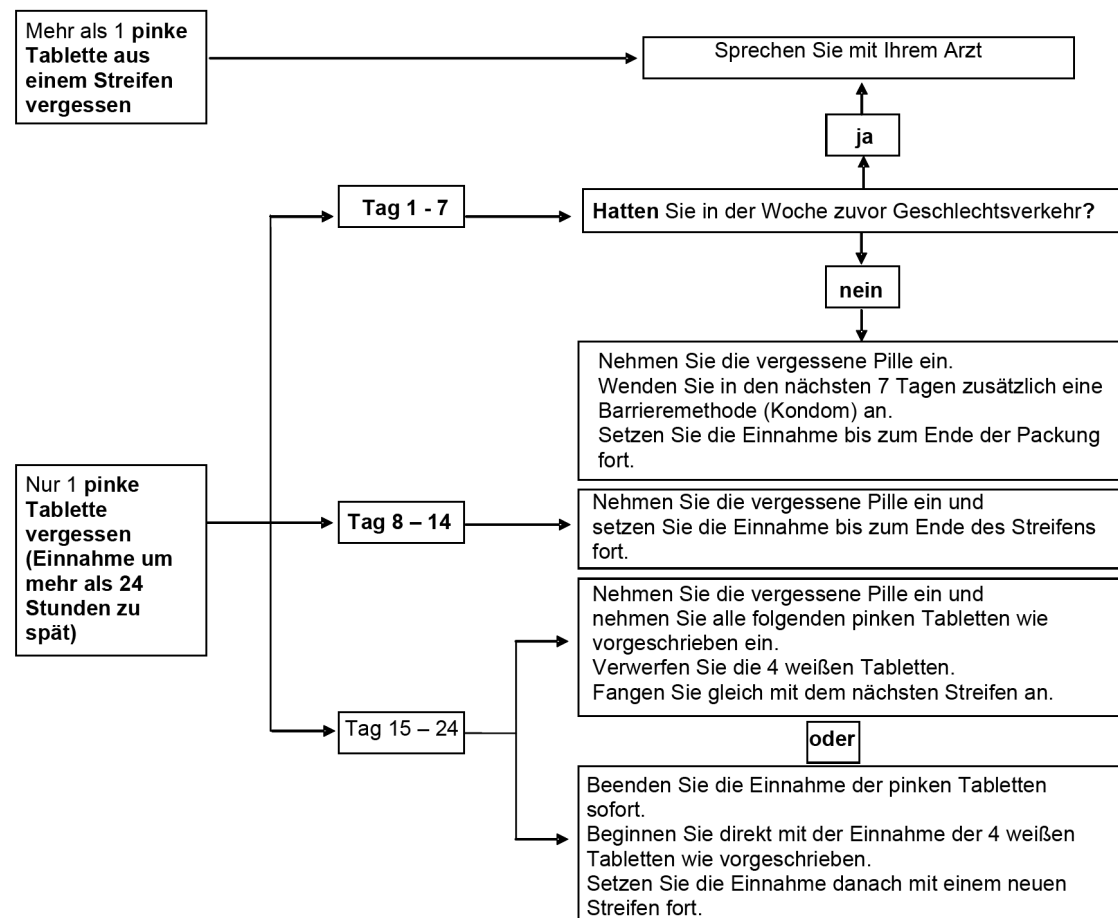 Mehr als 1 pinke
Tablette aus
einem Streifen
vergessen
Sprechen Sie mit Ihrem Arzt
ja
Tag 1 - 7
Hatten Sie in der Woche zuvor Geschlechtsverkehr?
nein
Nehmen Sie die vergessene Pille ein.
Wenden Sie in den nächsten 7 Tagen zusätzlich eine
Barrieremethode (Kondom) an.
Setzen Sie die Einnahme bis zum Ende der Packung
fort.
Nur 1 pinke
Tablette
vergessen
(Einnahme um
mehr als 24
Stunden zu
spät)
Tag 8 – 14
Nehmen Sie die vergessene Pille ein und
setzen Sie die Einnahme bis zum Ende des Streifens
fort.
Tag 15 – 24
Nehmen Sie die vergessene Pille ein und
nehmen Sie alle folgenden pinken Tabletten wie
vorgeschrieben ein.
Verwerfen Sie die 4 weißen Tabletten.
Fangen Sie gleich mit dem nächsten Streifen an.
oder
Beenden Sie die Einnahme der pinken Tabletten
sofort.
Beginnen Sie direkt mit der Einnahme der 4 weißen
Tabletten wie vorgeschrieben.
Setzen Sie die Einnahme danach mit einem neuen
Streifen fort.